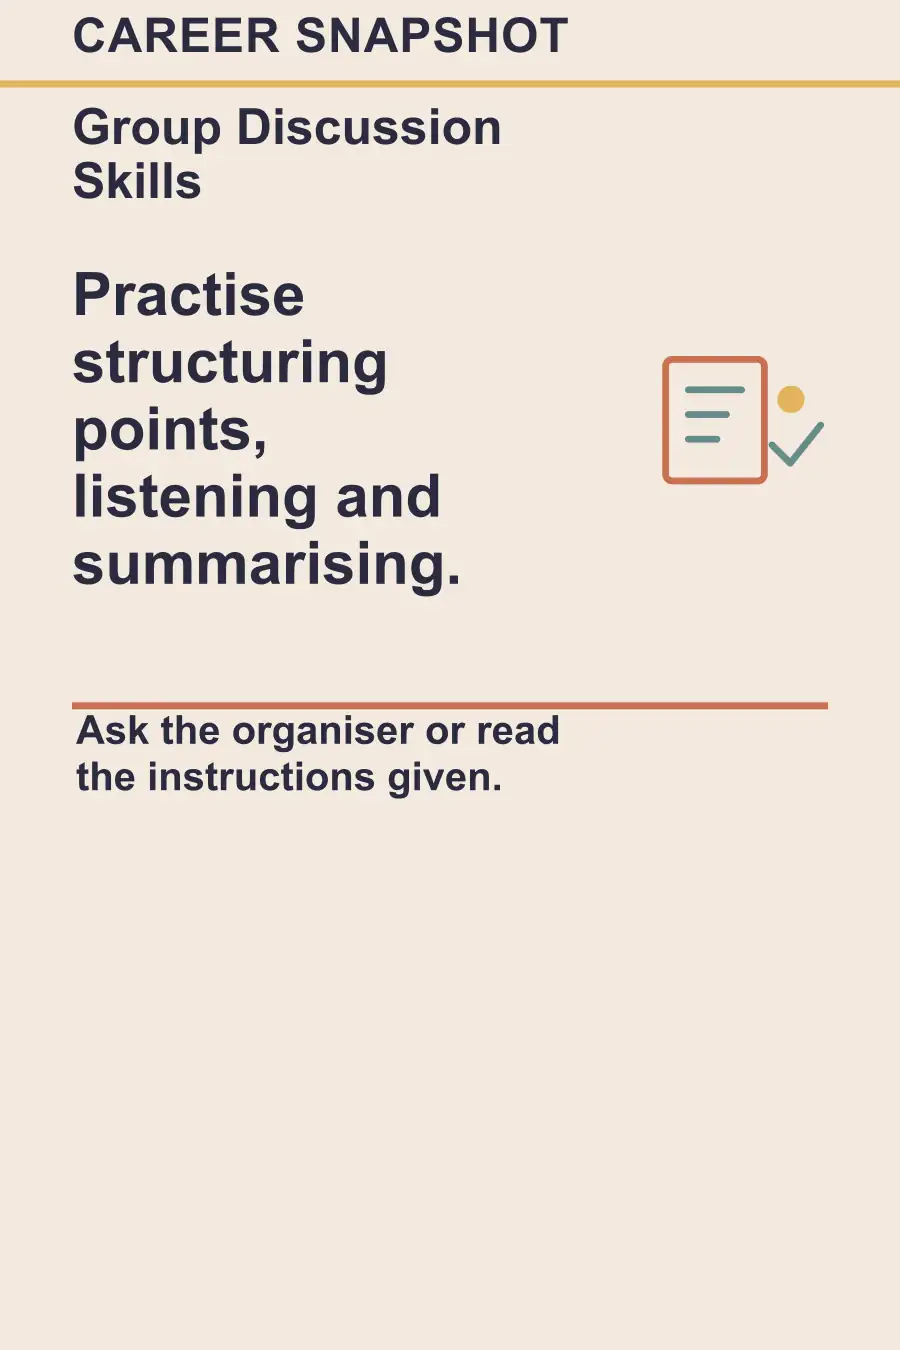 CAREER SNAPSHOT
Group Discussion
Skills
Practise
structuring
points,
listening and
summarising.
Ask the organiser or read
the instructions given.